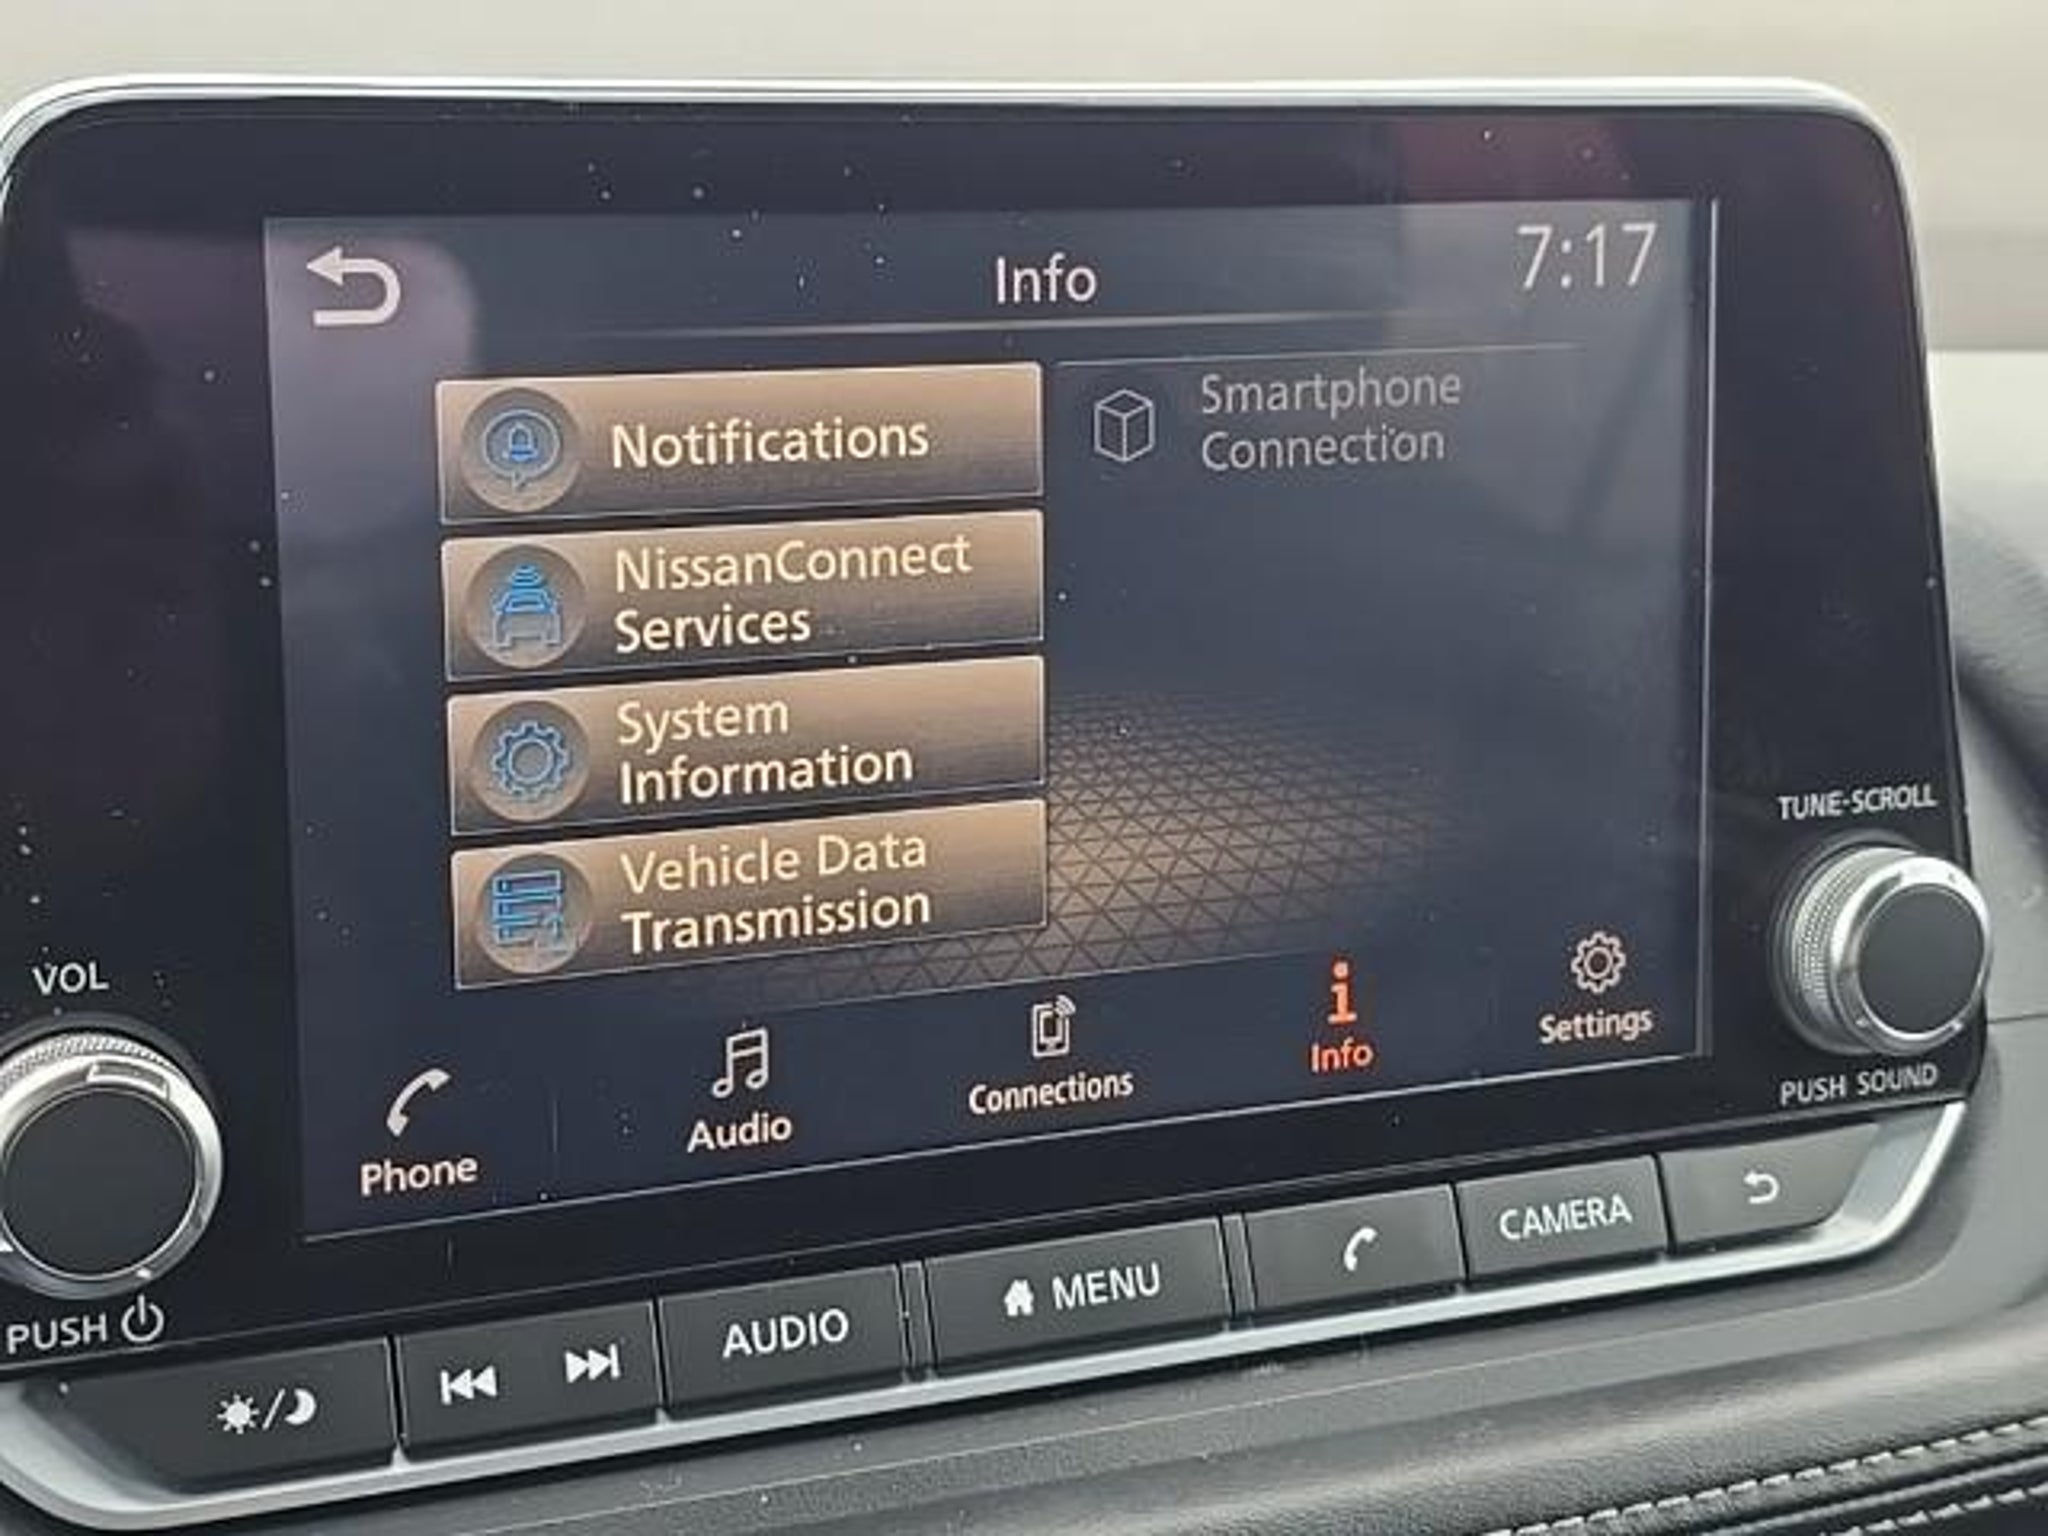 Info
7:17
Notifications
Smartphone
Connection
NissanConnect
Services
System
Information
Vehicle Data
Transmission
TUNE·SCROLL
VOL
Phone
Audio
Connections
Info
Settings
PUSH SOUND
PUSH
AUDIO
MENU
CAMERA